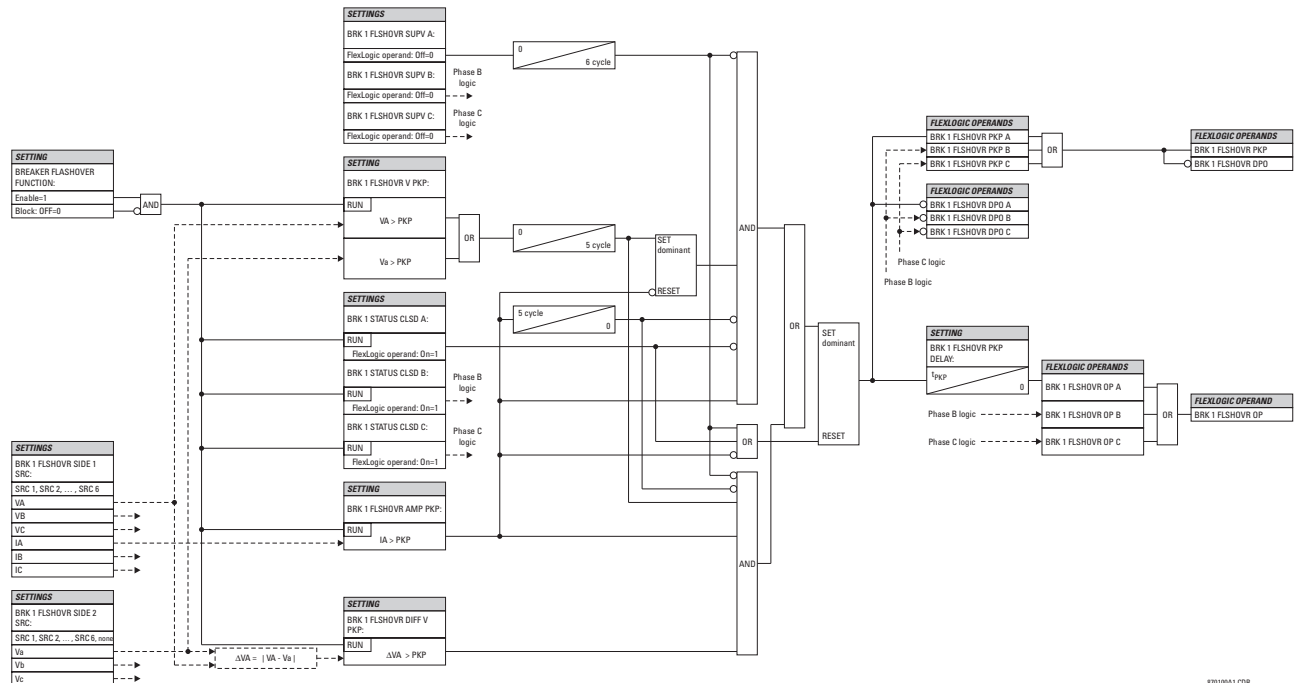 SETTINGS
BRK 1 FLSHOVR SUPV A:
FlexLogic operand: Off=0
BRK 1 FLSHOVR SUPV B:
FlexLogic operand: Off=0
BRK 1 FLSHOVR SUPV C:
FlexLogic operand: Off=0
Phase B
logic
Phase C
logic
0
6 cycle
SETTING
BREAKER FLASHOVER
FUNCTION:
Enable=1
Block: OFF=0
AND
SETTING
BRK 1 FLSHOVR V PKP:
RUN
VA > PKP
Va > PKP
OR
0
5 cycle
SET
dominant
RESET
SETTINGS
BRK 1 STATUS CLSD A:
RUN
FlexLogic operand: On=1
BRK 1 STATUS CLSD B:
RUN
FlexLogic operand: On=1
BRK 1 STATUS CLSD C:
RUN
FlexLogic operand: On=1
Phase B
logic
Phase C
logic
5 cycle
0
SETTING
BRK 1 FLSHOVR AMP PKP:
RUN
IA > PKP
SETTINGS
BRK 1 FLSHOVR SIDE 1
SRC:
SRC 1, SRC 2, … , SRC 6
VA
VB
VC
IA
IB
IC
SETTINGS
BRK 1 FLSHOVR SIDE 2
SRC:
SRC 1, SRC 2, … , SRC 6, none
Va
Vb
Vc
ΔVA = | VA - Va |
SETTING
BRK 1 FLSHOVR DIFF V
PKP:
RUN
ΔVA > PKP
AND
OR
AND
OR
SET
dominant
RESET
FLEXLOGIC OPERANDS
BRK 1 FLSHOVR PKP A
BRK 1 FLSHOVR PKP B
BRK 1 FLSHOVR PKP C
OR
FLEXLOGIC OPERANDS
BRK 1 FLSHOVR PKP
BRK 1 FLSHOVR DPO
FLEXLOGIC OPERANDS
BRK 1 FLSHOVR DPO A
BRK 1 FLSHOVR DPO B
BRK 1 FLSHOVR DPO C
Phase C logic
Phase B logic
SETTING
BRK 1 FLSHOVR PKP
DELAY:
tPKP
0
FLEXLOGIC OPERANDS
BRK 1 FLSHOVR OP A
BRK 1 FLSHOVR OP B
BRK 1 FLSHOVR OP C
Phase B logic
Phase C logic
OR
FLEXLOGIC OPERAND
BRK 1 FLSHOVR OP
870100A1.CDR